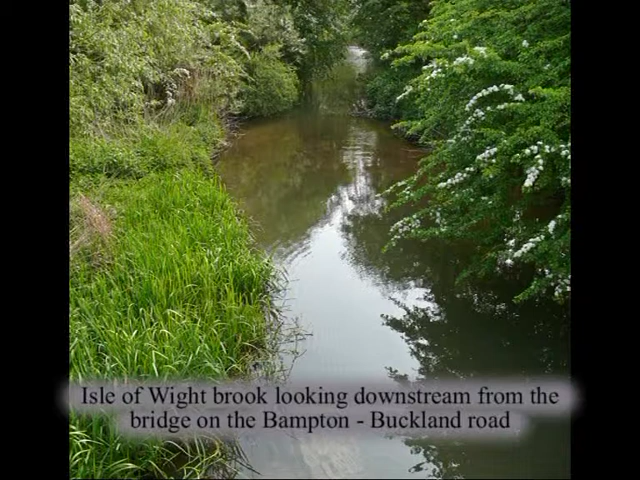 Isle of Wight brook looking downstream from the
bridge on the Bampton - Buckland road